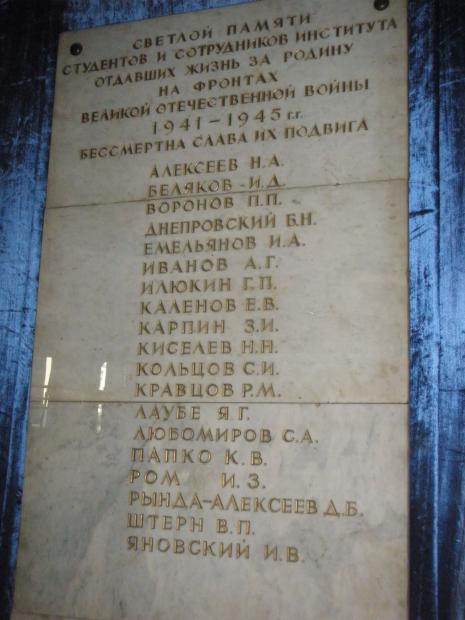 СВЕТЛОЙ ПАМЯТИ
СТУДЕНТОВ И СОТРУДНИКОВ ИНСТИТУТА
ОТДАВШИХ ЖИЗНЬ ЗА РОДИНУ
НА ФРОНТАХ
ВЕЛИКОЙ ОТЕЧЕСТВЕННОЙ ВОЙНЫ
1941-1945 г.г.
БЕССМЕРТНА СЛАВА ИХ ПОДВИГА
АЛЕКСЕЕВ Н.А.
БЕЛЯКОВ И.Д.
ВОРОНОВ П.П.
ДНЕПРОВСКИЙ Б.Н.
ЕМЕЛЬЯНОВ И.А.
ИВАНОВ А.Г.
ИЛЮКИН Г.П.
КАЛЕНОВ Е.В.
КАРПИН З.И.
КИСЕЛЕВ Н.Н.
КОЛЬЦОВ С.И.
КРАВЦОВ Р.М.
ЛАУБЕ Я.Г.
ЛЮБОМИРОВ С.А.
ПАПКО К.В.
РОМ И.З.
РЫНДА-АЛЕКСЕЕВ Д.Б.
ШТЕРН В.П.
ЯНОВСКИЙ И.В.